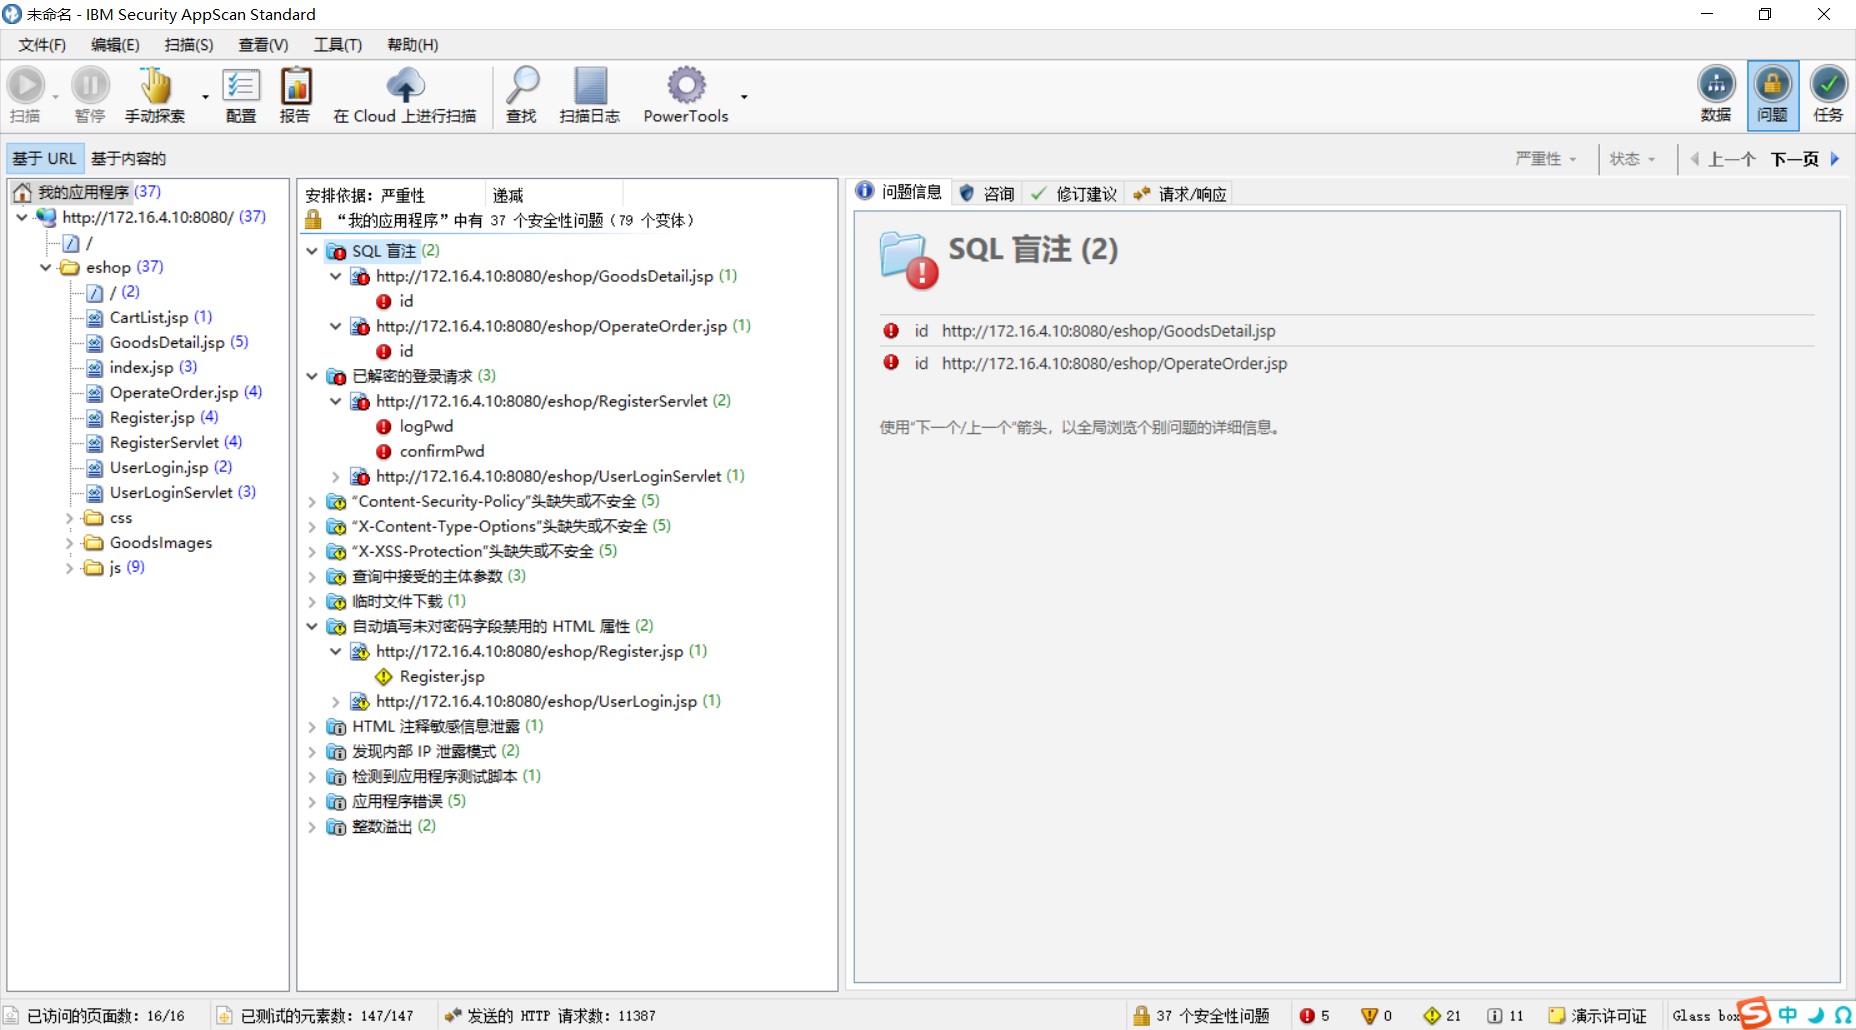 未命名 - IBM Security AppScan Standard
文件(F) 编辑(E) 扫描(S) 查看(V) 工具(T) 帮助(H)
扫描 暂停 手动探索 配置 报告 在 Cloud 上进行扫描 查找 扫描日志 PowerTools 数据 问题 任务
基于 URL 基于内容的 严重性 状态 上一个 下一页
我的应用程序 (37)
http://172.16.4.10:8080/ (37)
/
eshop (37)
/ (2)
CartList.jsp (1)
GoodsDetail.jsp (5)
index.jsp (3)
OperateOrder.jsp (4)
Register.jsp (4)
RegisterServlet (4)
UserLogin.jsp (2)
UserLoginServlet (3)
css
GoodsImages
js (9)
安排依据: 严重性 递减
“我的应用程序”中有 37 个安全性问题 (79 个变体)
SQL 盲注 (2)
http://172.16.4.10:8080/eshop/GoodsDetail.jsp (1)
id
http://172.16.4.10:8080/eshop/OperateOrder.jsp (1)
id
已解密的登录请求 (3)
http://172.16.4.10:8080/eshop/RegisterServlet (2)
logPwd
confirmPwd
http://172.16.4.10:8080/eshop/UserLoginServlet (1)
“Content-Security-Policy”头缺失或不安全 (5)
“X-Content-Type-Options”头缺失或不安全 (5)
“X-XSS-Protection”头缺失或不安全 (5)
查询中接受的主体参数 (3)
临时文件下载 (1)
自动填写未对密码字段禁用的 HTML 属性 (2)
http://172.16.4.10:8080/eshop/Register.jsp (1)
Register.jsp
http://172.16.4.10:8080/eshop/UserLogin.jsp (1)
HTML 注释敏感信息泄露 (1)
发现内部 IP 泄露模式 (2)
检测到应用程序测试脚本 (1)
应用程序错误 (5)
整数溢出 (2)
问题信息 咨询 修订建议 请求/响应
SQL 盲注 (2)
id http://172.16.4.10:8080/eshop/GoodsDetail.jsp
id http://172.16.4.10:8080/eshop/OperateOrder.jsp
使用“下一个/上一个”箭头，以全局浏览个别问题的详细信息。
已访问的页面数: 16/16 已测试的元素数: 147/147 发送的 HTTP 请求数: 11387 37 个安全性问题 5 0 21 11 演示许可证 Glass box 中